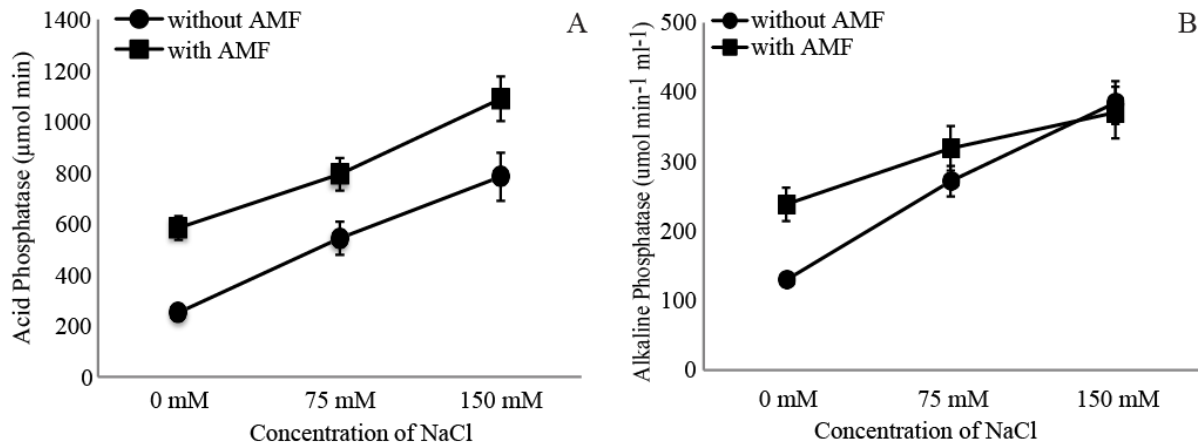 without AMF
with AMF
A
Acid Phosphatase (μmol min)
1400
1200
1000
800
600
400
200
0
0 mM
75 mM
150 mM
Concentration of NaCl
without AMF
with AMF
B
Alkaline Phosphatase (umol min-1 ml-1)
500
400
300
200
100
0
0 mM
75 mM
150 mM
Concentration of NaCl